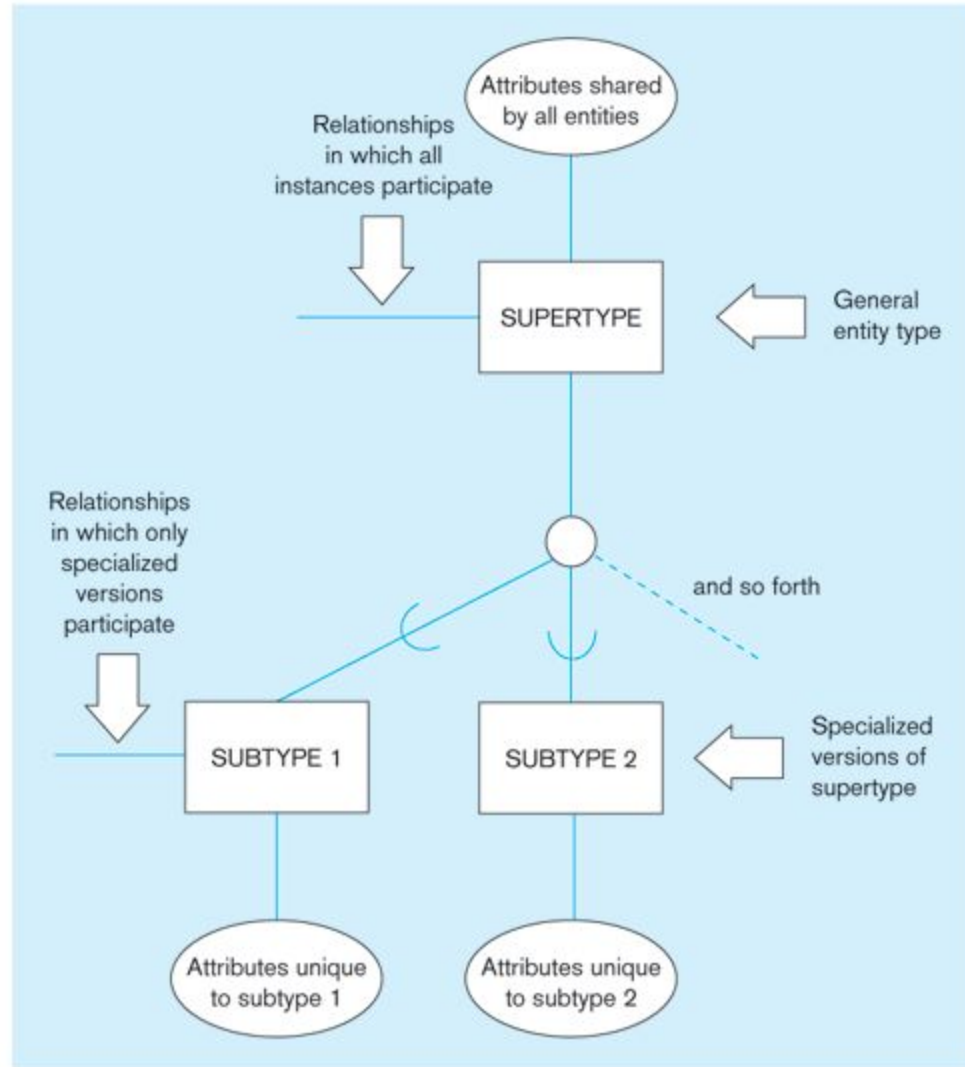 Attributes shared
by all entities
Relationships
in which all
instances participate
SUPERTYPE
General
entity type
Relationships
in which only
specialized
versions
participate
and so forth
SUBTYPE 1
SUBTYPE 2
Specialized
versions of
supertype
Attributes unique
to subtype 1
Attributes unique
to subtype 2